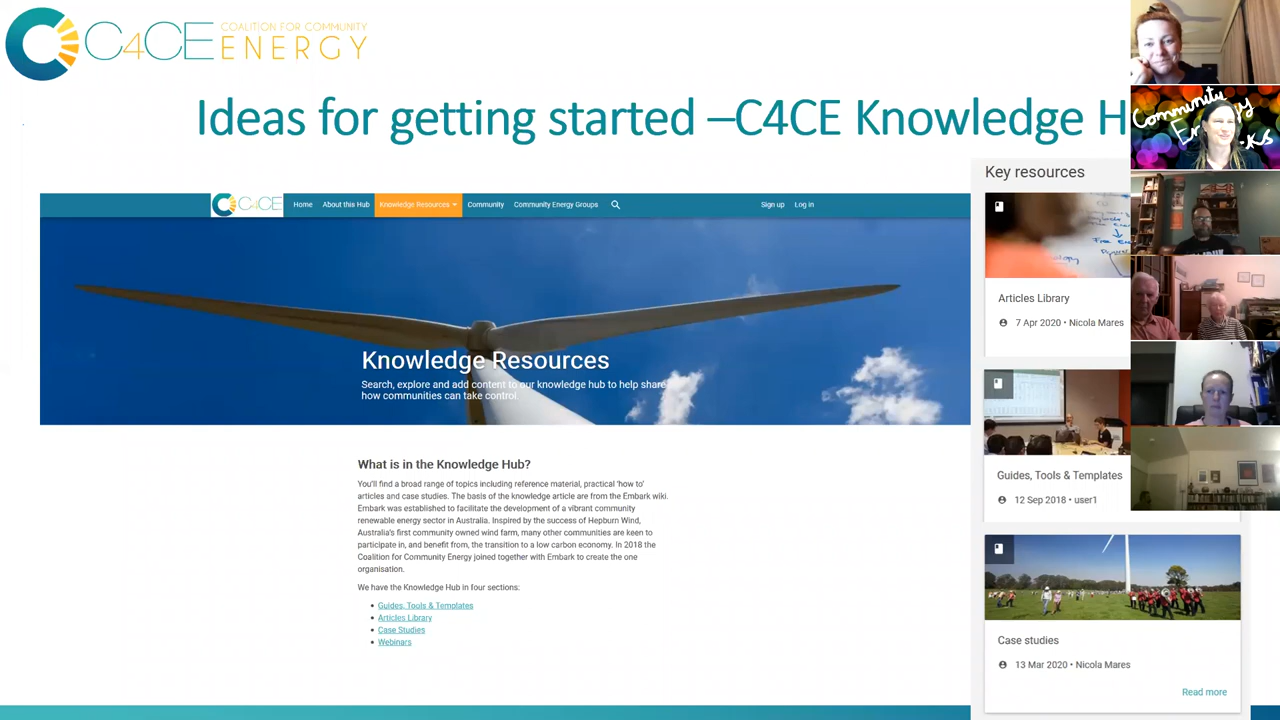 C4CE COALITION FOR COMMUNITY
ENERGY
Ideas for getting started –C4CE Knowledge H
Community
Energy
-KS
C4CE Home About this Hub Knowledge Resources Community Community Energy Groups Sign up Log in
Knowledge Resources
Search, explore and add content to our knowledge hub to help share
how communities can take control.
What is in the Knowledge Hub?
You'll find a broad range of topics including reference material, practical 'how to'
articles and case studies. The basis of the knowledge article are from the Embark wiki.
Embark was established to facilitate the development of a vibrant community
renewable energy sector in Australia. Inspired by the success of Hepburn Wind,
Australia's first community owned wind farm, many other communities are keen to
participate in, and benefit from, the transition to a low carbon economy. In 2018 the
Coalition for Community Energy joined together with Embark to create the one
organisation.
We have the Knowledge Hub in four sections:
Guides, Tools & Templates
Articles Library
Case Studies
Webinars
Key resources
Articles Library
7 Apr 2020 • Nicola Mares
Guides, Tools & Templates
12 Sep 2018 • user1
Case studies
13 Mar 2020 • Nicola Mares
Read more